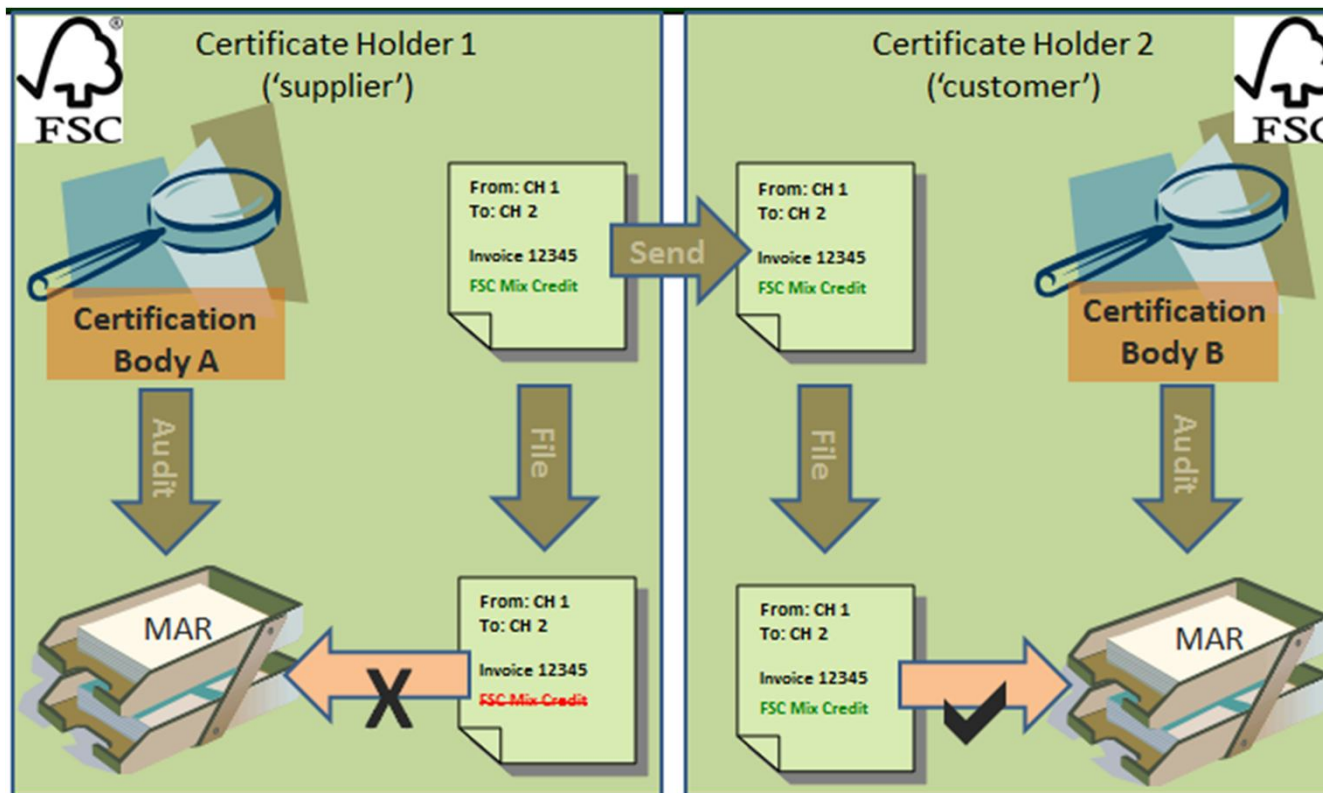 Certificate Holder 1
(‘supplier’)
®
FSC
From: CH 1
To: CH 2
Invoice 12345
FSC Mix Credit
Send
Certification
Body A
Audit
File
MAR
From: CH 1
To: CH 2
Invoice 12345
FSC Mix Credit
X
Certificate Holder 2
(‘customer’)
FSC
From: CH 1
To: CH 2
Invoice 12345
FSC Mix Credit
Certification
Body B
File
Audit
From: CH 1
To: CH 2
Invoice 12345
FSC Mix Credit
MAR